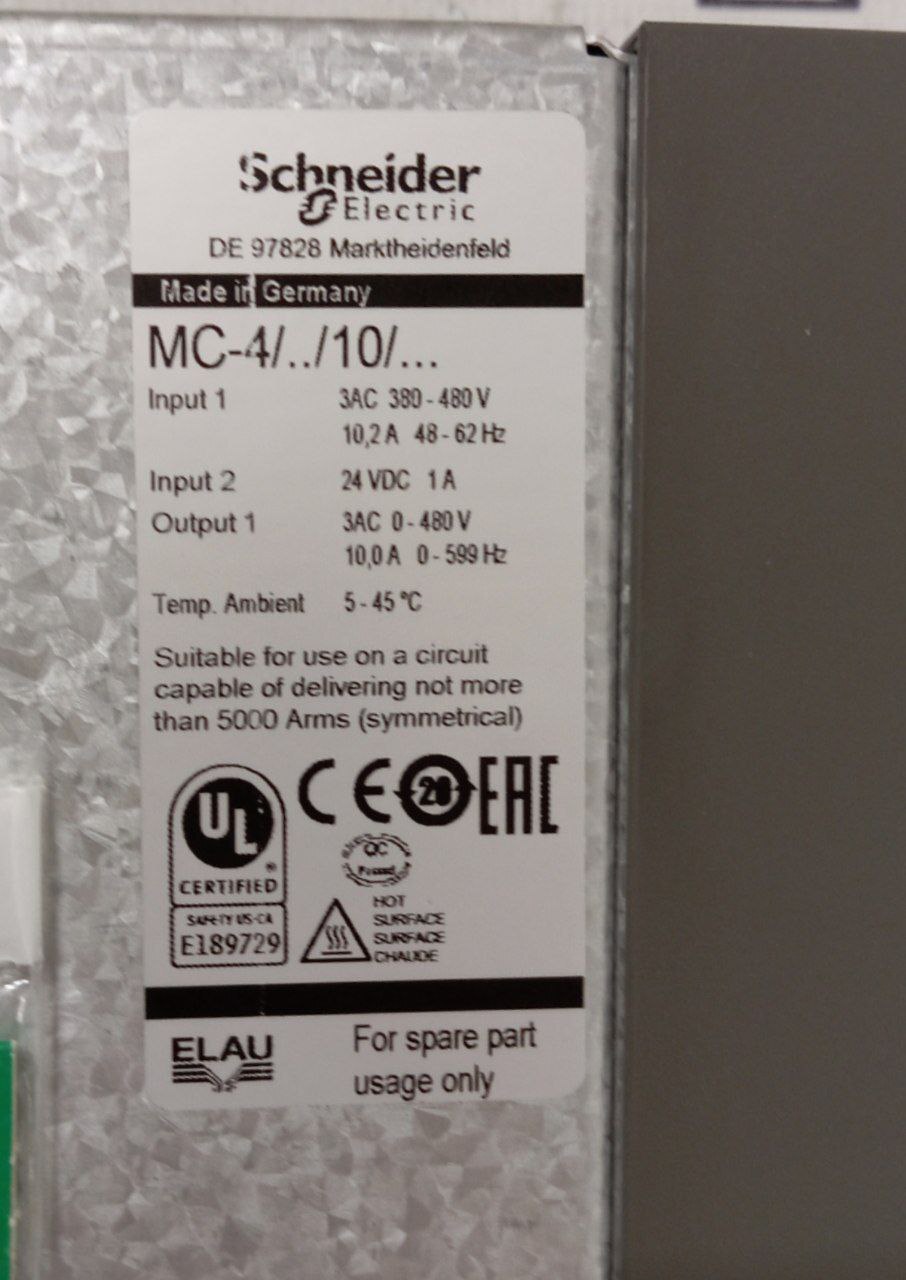 Schneider
Electric
DE 97828 Marktheidenfeld
Made in Germany
MC-4/../10/...
Input 1 3AC 380 - 480 V
10,2 A 48 - 62 Hz
Input 2 24 VDC 1 A
Output 1 3AC 0 - 480 V
10,0 A 0 - 599 Hz
Temp. Ambient 5 - 45 °C
Suitable for use on a circuit
capable of delivering not more
than 5000 Arms (symmetrical)
UL CE 20 EAC
®
CERTIFIED
QC
Passed
SAFETY US-CA
E189729
HOT
SURFACE
SURFACE
CHAUDE
ELAU
For spare part
usage only